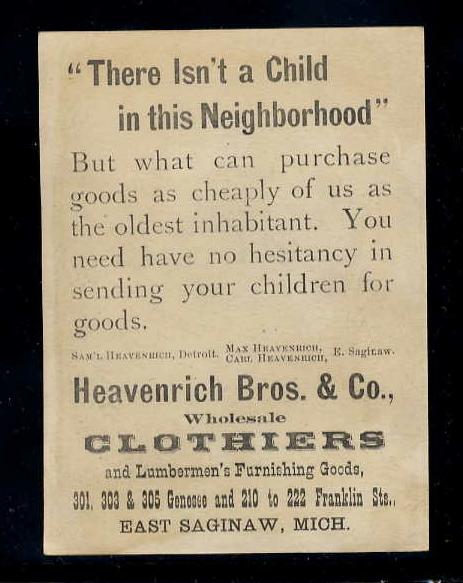 "There Isn't a Child
in this Neighborhood"
But what can purchase
goods as cheaply of us as
the oldest inhabitant. You
need have no hesitancy in
sending your children for
goods.
SAM'L HEAVENRICH, Detroit. MAX HEAVENRICH, CARL HEAVENRICH, E. Saginaw.
Heavenrich Bros. & Co.,
Wholesale
CLOTHIERS
and Lumbermen's Furnishing Goods,
301, 303 & 305 Genesee and 210 to 222 Franklin Sts.,
EAST SAGINAW, MICH.